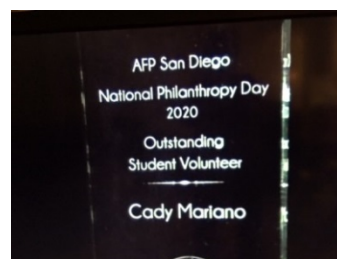 AFP San Diego
National Philanthropy Day
2020
Outstanding
Student Volunteer
Cady Mariano